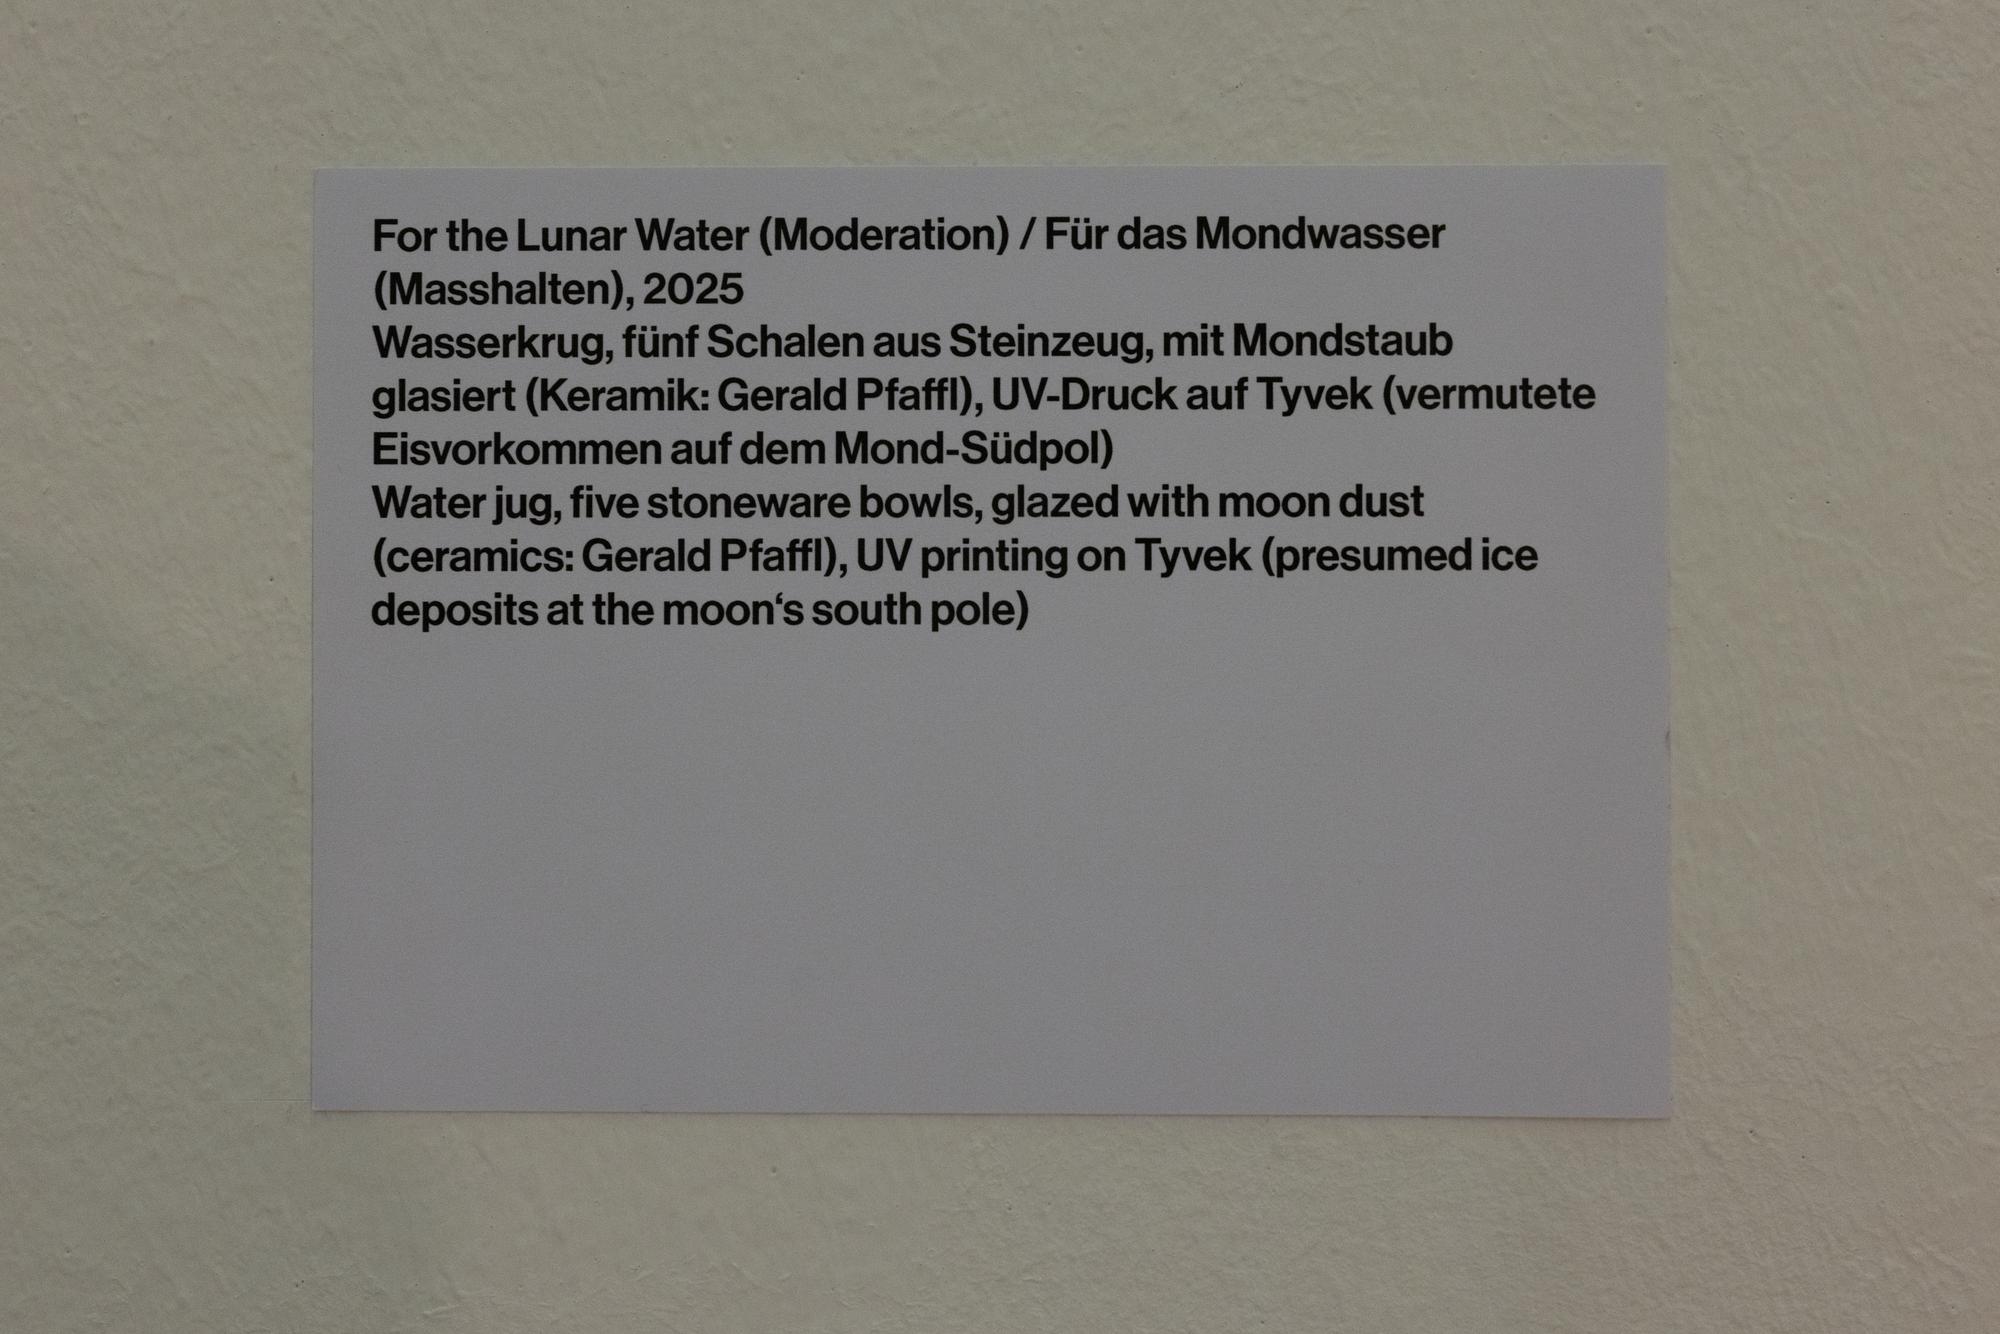 For the Lunar Water (Moderation) / Für das Mondwasser
(Masshalten), 2025
Wasserkrug, fünf Schalen aus Steinzeug, mit Mondstaub
glasiert (Keramik: Gerald Pfaffl), UV-Druck auf Tyvek (vermutete
Eisvorkommen auf dem Mond-Südpol)
Water jug, five stoneware bowls, glazed with moon dust
(ceramics: Gerald Pfaffl), UV printing on Tyvek (presumed ice
deposits at the moon‘s south pole)